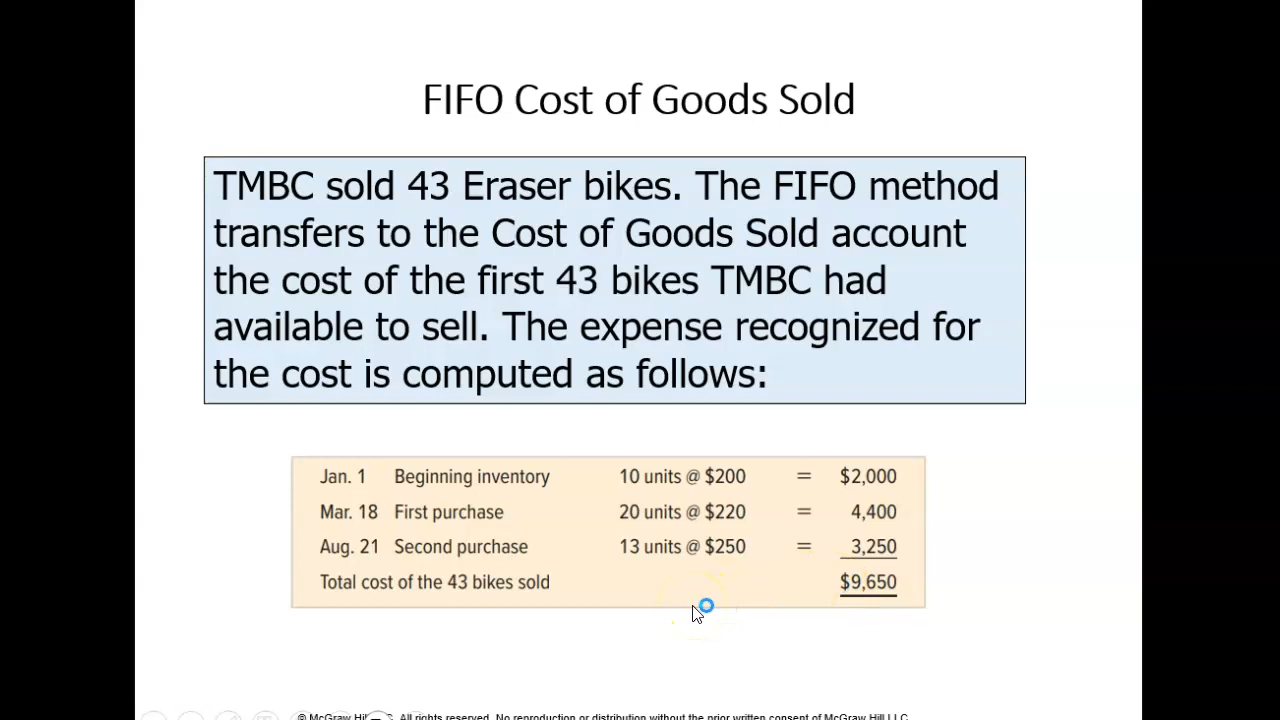 FIFO Cost of Goods Sold
TMBC sold 43 Eraser bikes. The FIFO method
transfers to the Cost of Goods Sold account
the cost of the first 43 bikes TMBC had
available to sell. The expense recognized for
the cost is computed as follows:
Jan. 1 Beginning inventory 10 units @ $200 = $2,000
Mar. 18 First purchase 20 units @ $220 = 4,400
Aug. 21 Second purchase 13 units @ $250 = 3,250
Total cost of the 43 bikes sold $9,650
© McGraw Hill LLC. All rights reserved. No reproduction or distribution without the prior written consent of McGraw Hill LLC